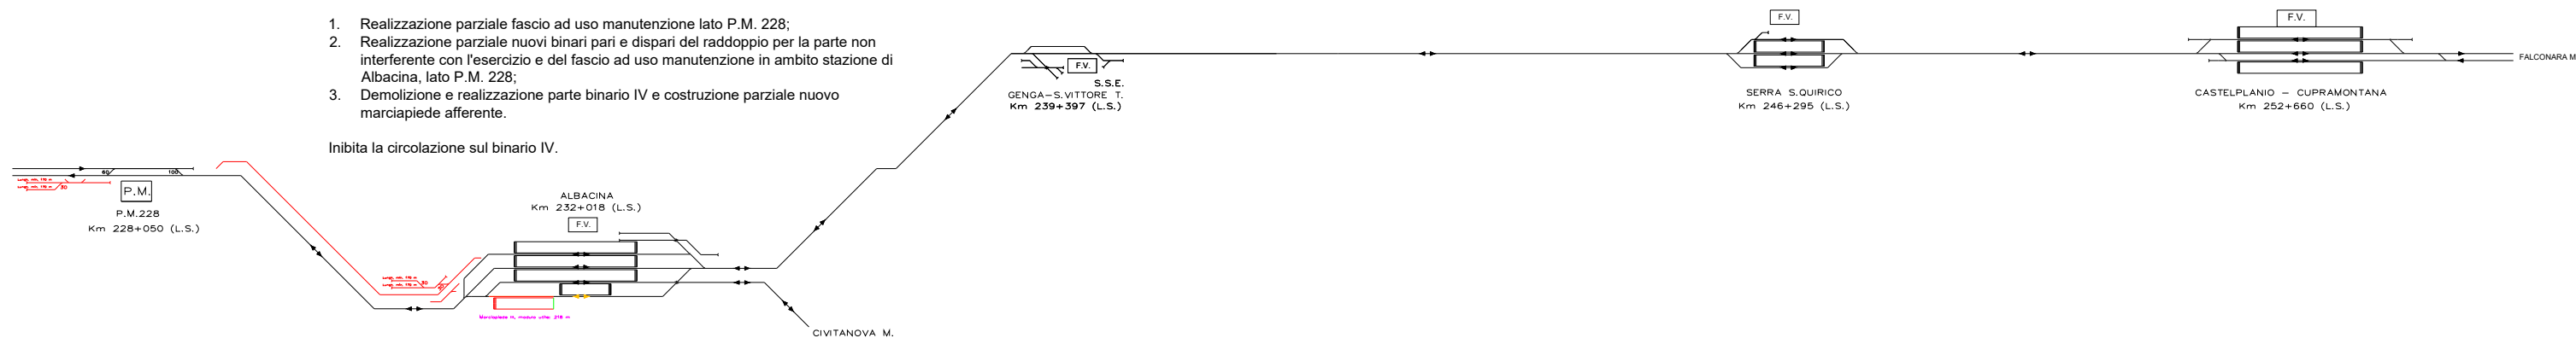 1. Realizzazione parziale fascio ad uso manutenzione lato P.M. 228;
2. Realizzazione parziale nuovi binari pari e dispari del raddoppio per la parte non
interferente con l'esercizio e del fascio ad uso manutenzione in ambito stazione di
Albacina, lato P.M. 228;
3. Demolizione e realizzazione parte binario IV e costruzione parziale nuovo
marciapiede afferente.
Inibita la circolazione sul binario IV.
F.V.
F.V.
F.V.
S.S.E.
GENGA-S.VITTORE T.
Km 239+397 (L.S.)
SERRA S.QUIRICO
Km 246+295 (L.S.)
CASTELPLANIO - CUPRAMONTANA
Km 252+660 (L.S.)
FALCONARA M
60
100
30
P.M.
P.M.228
Km 228+050 (L.S.)
ALBACINA
Km 232+018 (L.S.)
F.V.
30
CIVITANOVA M.